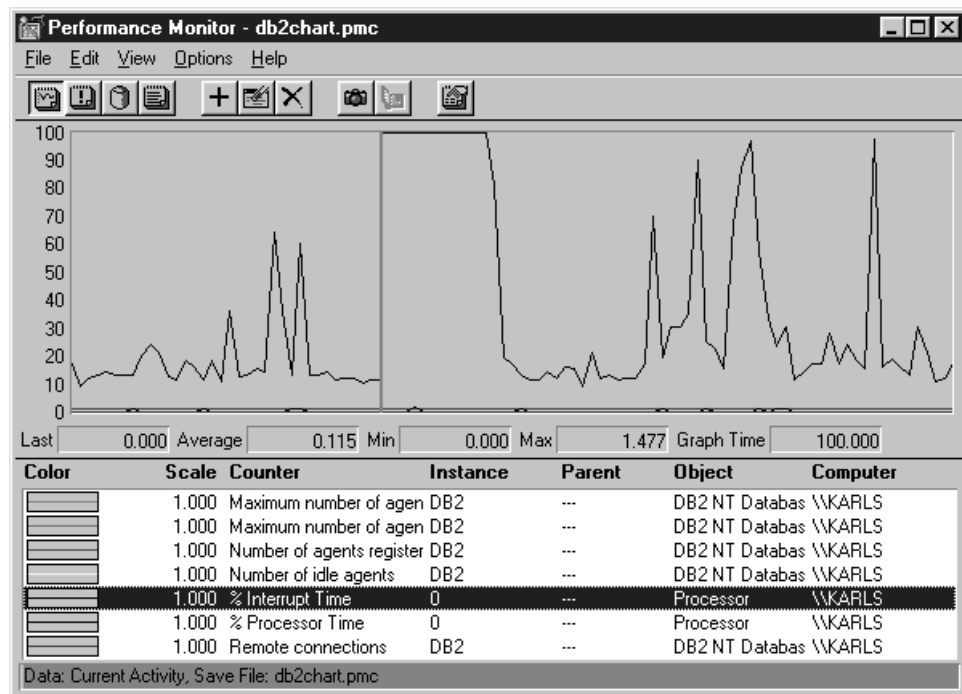 Performance Monitor - db2chart.pmc
File Edit View Options Help
100
90
80
70
60
50
40
30
20
10
0
Last 0.000 Average 0.115 Min 0.000 Max 1.477 Graph Time 100.000
Color Scale Counter Instance Parent Object Computer
1.000 Maximum number of agen DB2 --- DB2 NT Databas \\KARLS
1.000 Maximum number of agen DB2 --- DB2 NT Databas \\KARLS
1.000 Number of agents register DB2 --- DB2 NT Databas \\KARLS
1.000 Number of idle agents DB2 --- DB2 NT Databas \\KARLS
1.000 % Interrupt Time 0 --- Processor \\KARLS
1.000 % Processor Time 0 --- Processor \\KARLS
1.000 Remote connections DB2 --- DB2 NT Databas \\KARLS
Data: Current Activity, Save File: db2chart.pmc